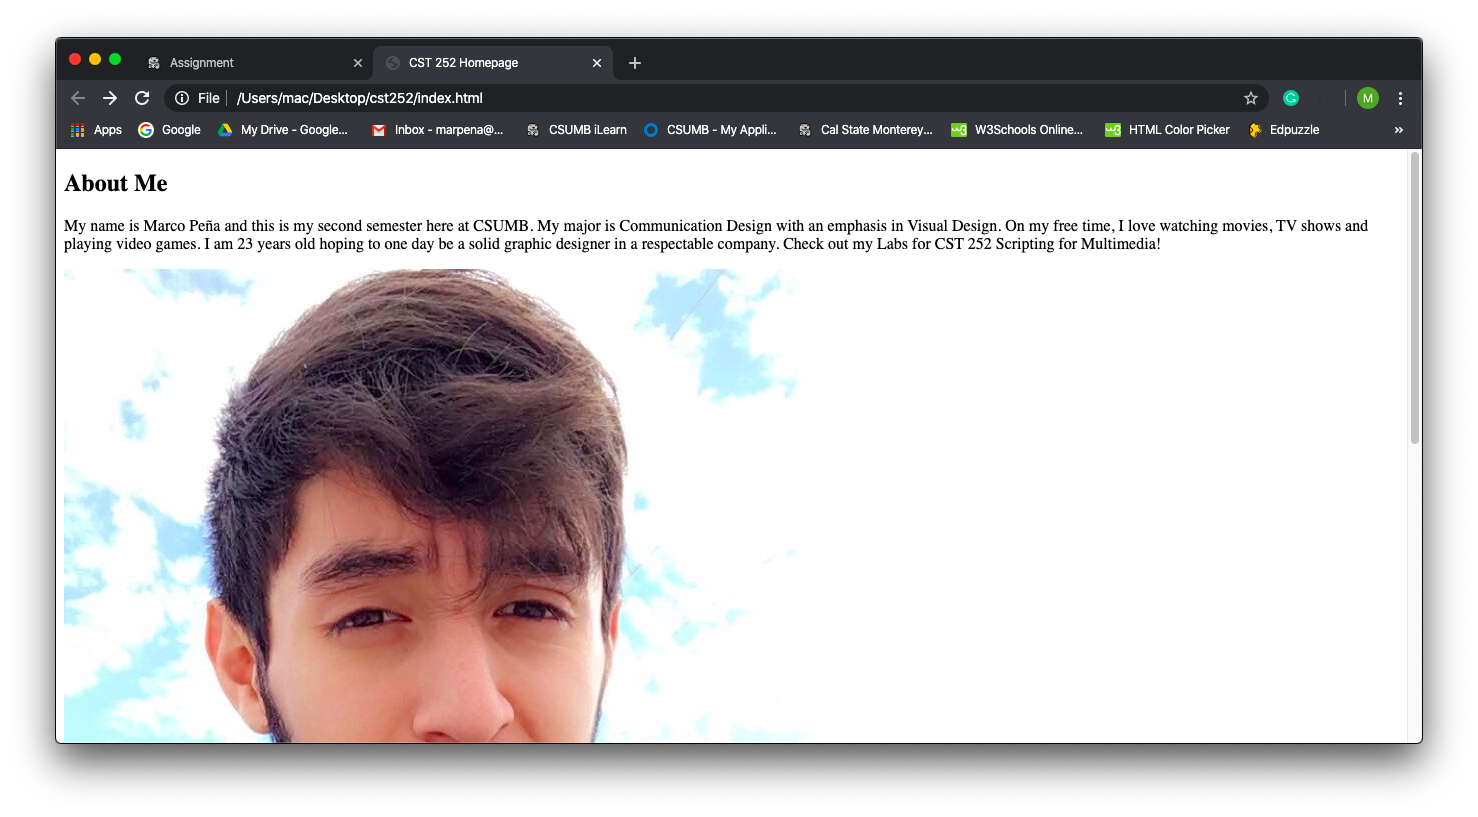 Assignment
CST 252 Homepage
File
/Users/mac/Desktop/cst252/index.html
M
Apps
Google
My Drive - Google...
Inbox - marpena@...
CSUMB iLearn
CSUMB - My Appli...
Cal State Monterey...
W3Schools Online...
HTML Color Picker
Edpuzzle
»
About Me
My name is Marco Peña and this is my second semester here at CSUMB. My major is Communication Design with an emphasis in Visual Design. On my free time, I love watching movies, TV shows and
playing video games. I am 23 years old hoping to one day be a solid graphic designer in a respectable company. Check out my Labs for CST 252 Scripting for Multimedia!